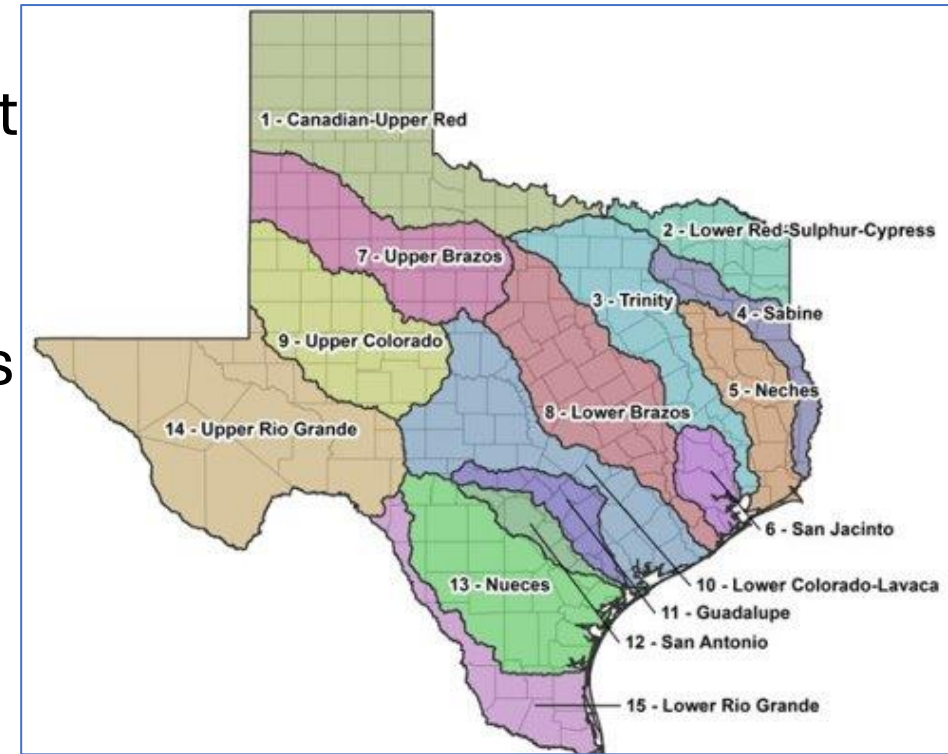 t
s
1 - Canadian-Upper Red
2 - Lower Red-Sulphur-Cypress
7 - Upper Brazos
3 - Trinity
4 - Sabine
9 - Upper Colorado
5 - Neches
8 - Lower Brazos
14 - Upper Rio Grande
6 - San Jacinto
13 - Nueces
10 - Lower Colorado-Lavaca
11 - Guadalupe
12 - San Antonio
15 - Lower Rio Grande